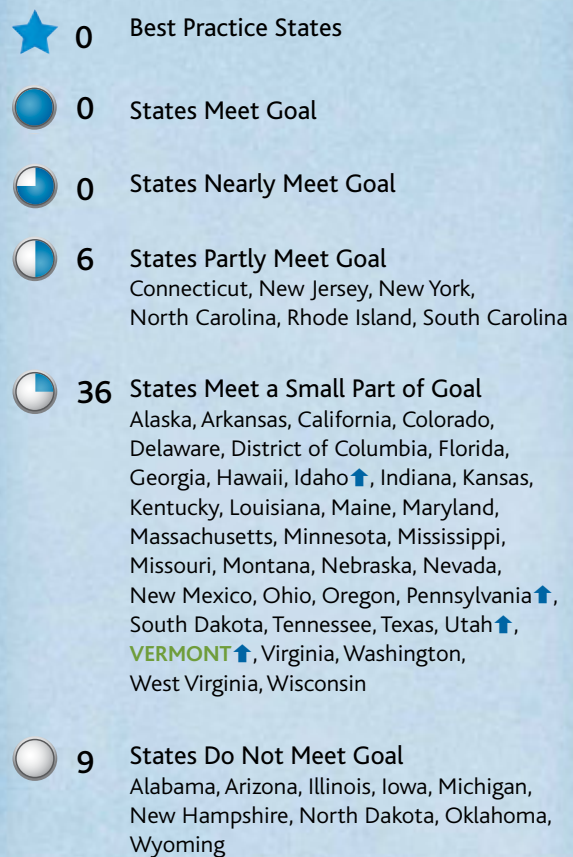 0 Best Practice States
0 States Meet Goal
0 States Nearly Meet Goal
6 States Partly Meet Goal
Connecticut, New Jersey, New York,
North Carolina, Rhode Island, South Carolina
36 States Meet a Small Part of Goal
Alaska, Arkansas, California, Colorado,
Delaware, District of Columbia, Florida,
Georgia, Hawaii, Idaho⬆, Indiana, Kansas,
Kentucky, Louisiana, Maine, Maryland,
Massachusetts, Minnesota, Mississippi,
Missouri, Montana, Nebraska, Nevada,
New Mexico, Ohio, Oregon, Pennsylvania⬆,
South Dakota, Tennessee, Texas, Utah⬆,
VERMONT⬆, Virginia, Washington,
West Virginia, Wisconsin
9 States Do Not Meet Goal
Alabama, Arizona, Illinois, Iowa, Michigan,
New Hampshire, North Dakota, Oklahoma,
Wyoming